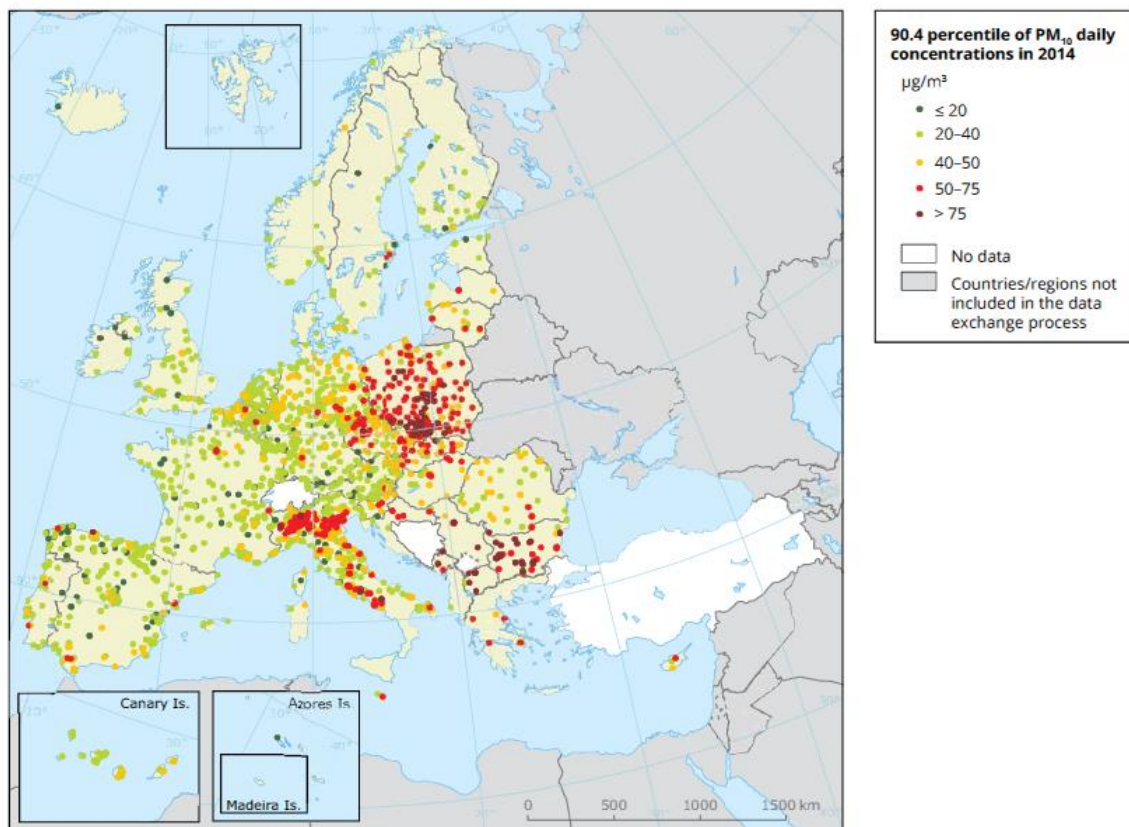 90.4 percentile of PM₁₀ daily
concentrations in 2014
µg/m³
≤ 20
20–40
40–50
50–75
> 75
No data
Countries/regions not
included in the data
exchange process
Canary Is.
Azores Is.
Madeira Is.
0 500 1000 1500 km